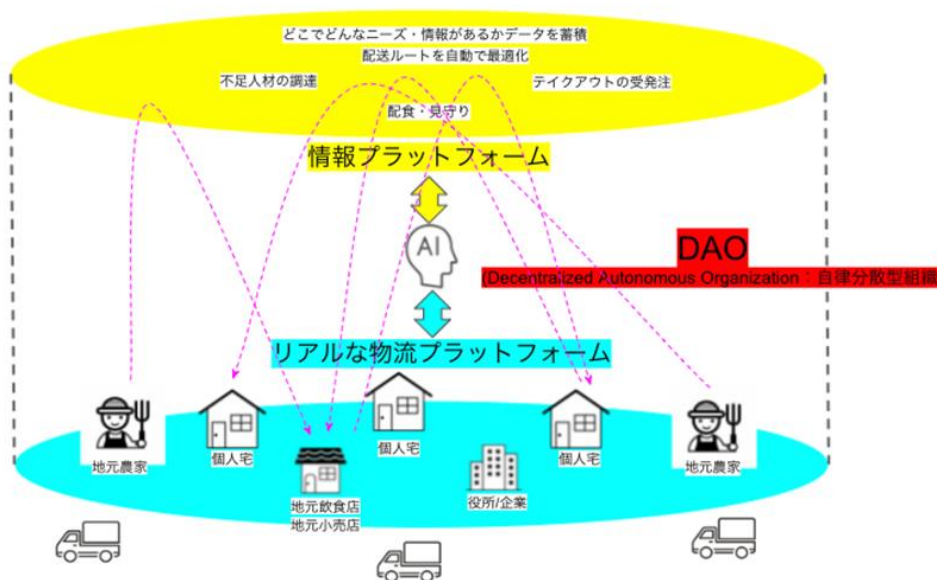 どこでどんなニーズ・情報があるかデータを蓄積
配送ルートを自動で最適化
不足人材の調達
テイクアウトの受発注
配食・見守り
情報プラットフォーム
AI
DAO
(Decentralized Autonomous Organization：自律分散型組織
リアルな物流プラットフォーム
地元農家
個人宅
個人宅
個人宅
地元農家
地元飲食店
地元小売店
役所/企業